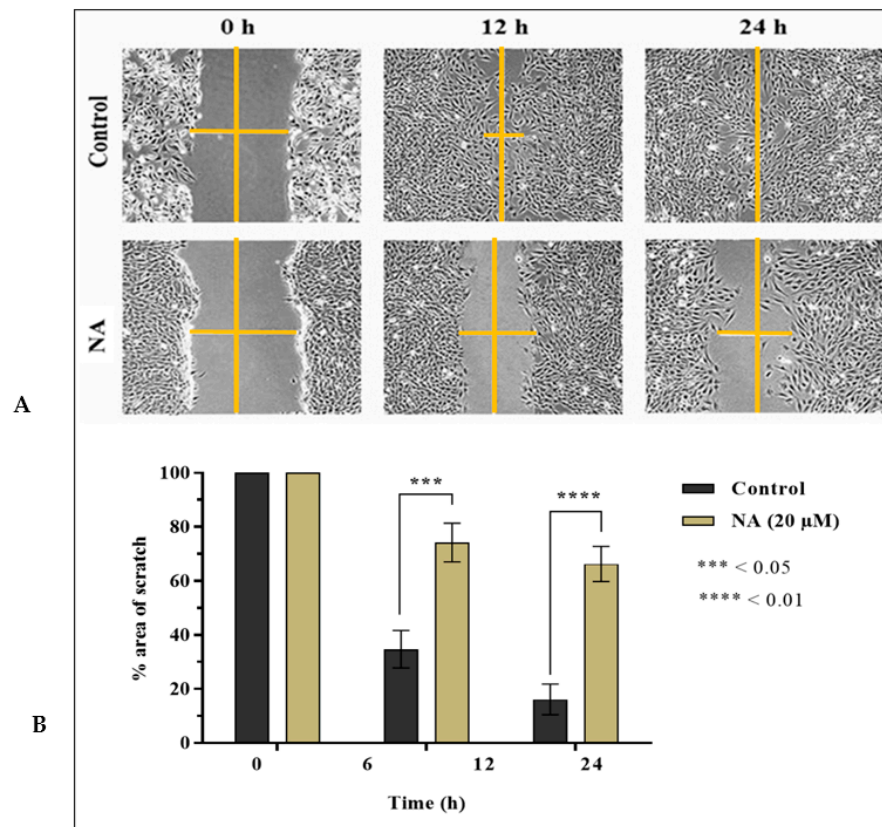 0 h 12 h 24 h
Control
NA
A
100
80
60
40
20
0
% area of scratch
***
****
Control
NA (20 µM)
*** < 0.05
**** < 0.01
B
0 6 12 24
Time (h)